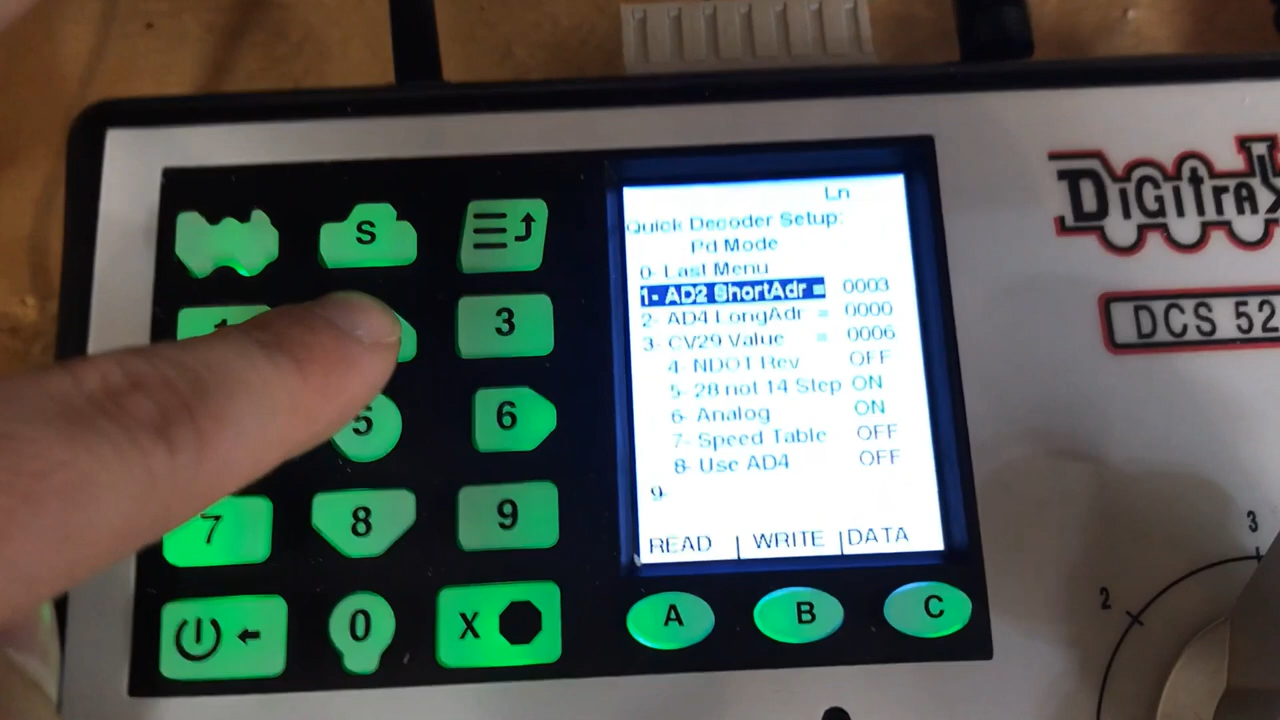 Ln
Quick Decoder Setup:
Pd Mode
0- Last Menu
1- AD2 ShortAdr = 0003
2- AD4 LongAdr = 0000
3- CV29 Value = 0006
4- NDOT Rev OFF
5- 28 not 14 Step ON
6- Analog ON
7- Speed Table OFF
8- Use AD4 OFF
9-
READ | WRITE | DATA
S
3
5
6
7
8
9
0
X
A
B
C
DIGITRAX
DCS 52
2
3